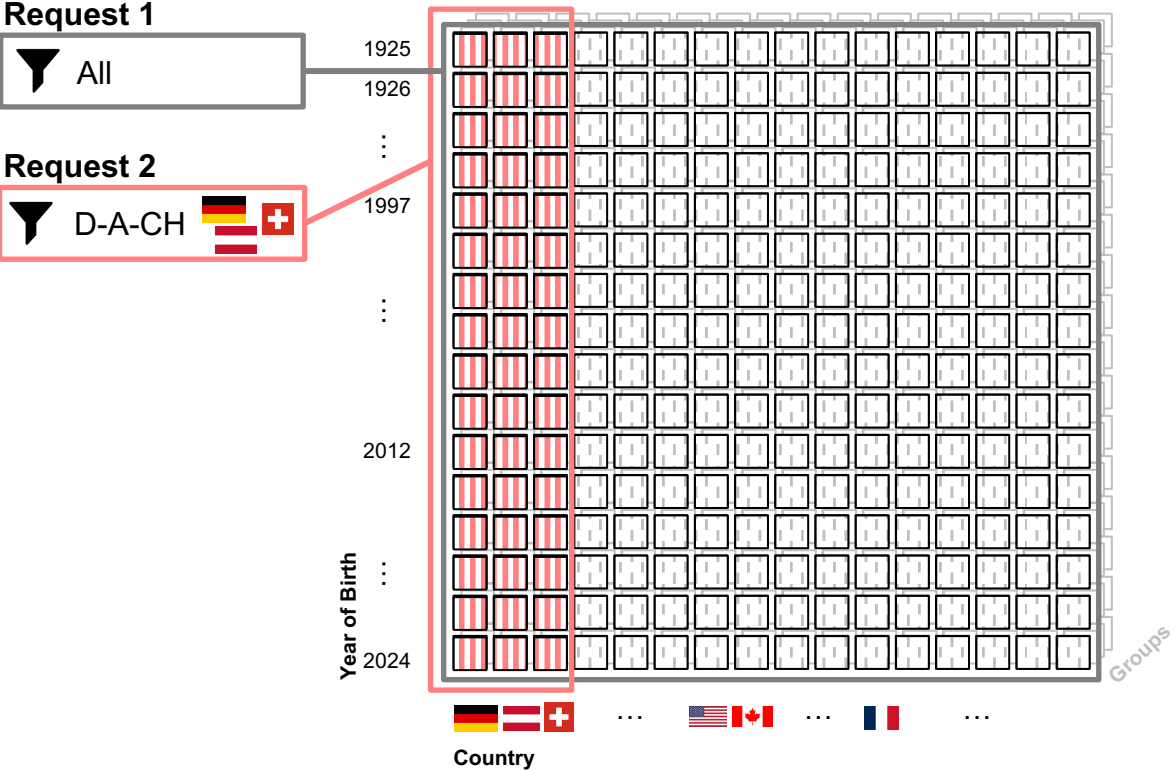 Request 1
All
Request 2
D-A-CH
1925
1926
⋮
1997
⋮
2012
⋮
2024
Year of Birth
Groups
... ... ...
Country